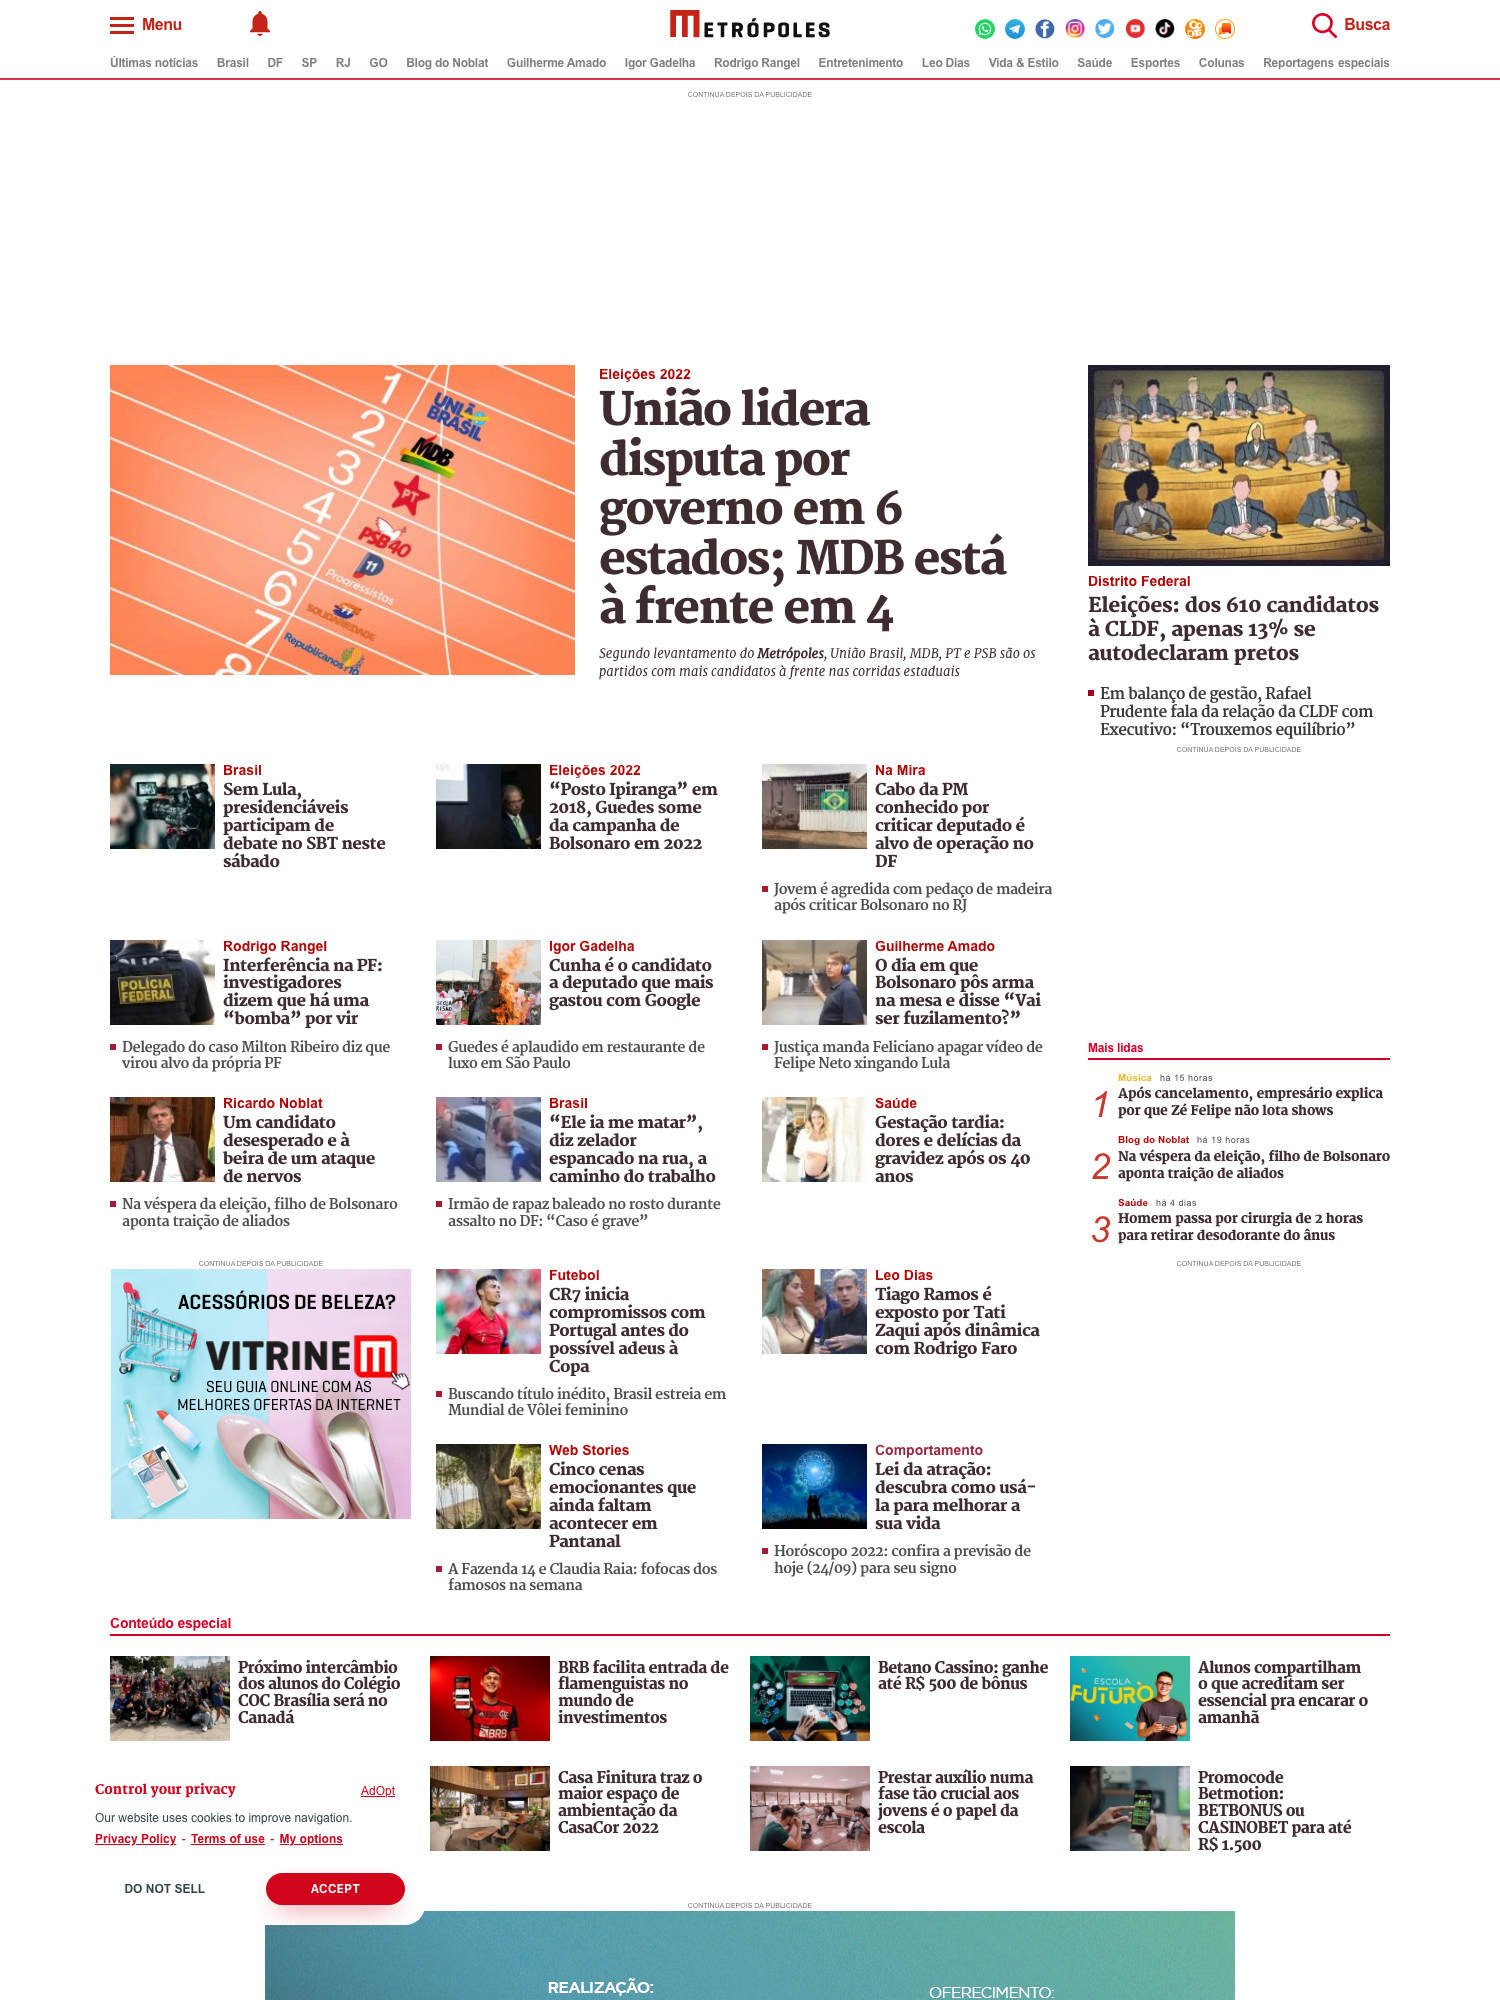 Menu
METRÓPOLES
Busca
Últimas notícias Brasil DF SP RJ GO Blog do Noblat Guilherme Amado Igor Gadelha Rodrigo Rangel Entretenimento Leo Dias Vida & Estilo Saúde Esportes Colunas Reportagens especiais
CONTINUA DEPOIS DA PUBLICIDADE
1
2
3
4
5
6
7
8
UNIÃO
BRASIL
MDB
PT
PSB 40
11
Progressistas
SOLIDARIEDADE
Republicanos 10
Eleições 2022
União lidera
disputa por
governo em 6
estados; MDB está
à frente em 4
Segundo levantamento do Metrópoles, União Brasil, MDB, PT e PSB são os
partidos com mais candidatos à frente nas corridas estaduais
Distrito Federal
Eleições: dos 610 candidatos
à CLDF, apenas 13% se
autodeclaram pretos
Em balanço de gestão, Rafael
Prudente fala da relação da CLDF com
Executivo: “Trouxemos equilíbrio”
CONTINUA DEPOIS DA PUBLICIDADE
Brasil
Sem Lula,
presidenciáveis
participam de
debate no SBT neste
sábado
Eleições 2022
“Posto Ipiranga” em
2018, Guedes some
da campanha de
Bolsonaro em 2022
Na Mira
Cabo da PM
conhecido por
criticar deputado é
alvo de operação no
DF
Jovem é agredida com pedaço de madeira
após criticar Bolsonaro no RJ
POLÍCIA
FEDERAL
Rodrigo Rangel
Interferência na PF:
investigadores
dizem que há uma
“bomba” por vir
Delegado do caso Milton Ribeiro diz que
virou alvo da própria PF
Igor Gadelha
Cunha é o candidato
a deputado que mais
gastou com Google
Guedes é aplaudido em restaurante de
luxo em São Paulo
Guilherme Amado
O dia em que
Bolsonaro pôs arma
na mesa e disse “Vai
ser fuzilamento?”
Justiça manda Feliciano apagar vídeo de
Felipe Neto xingando Lula
Ricardo Noblat
Um candidato
desesperado e à
beira de um ataque
de nervos
Na véspera da eleição, filho de Bolsonaro
aponta traição de aliados
Brasil
“Ele ia me matar”,
diz zelador
espancado na rua, a
caminho do trabalho
Irmão de rapaz baleado no rosto durante
assalto no DF: “Caso é grave”
Saúde
Gestação tardia:
dores e delícias da
gravidez após os 40
anos
Mais lidas
Música há 15 horas
1
Após cancelamento, empresário explica
por que Zé Felipe não lota shows
Blog do Noblat há 19 horas
2
Na véspera da eleição, filho de Bolsonaro
aponta traição de aliados
Saúde há 4 dias
3
Homem passa por cirurgia de 2 horas
para retirar desodorante do ânus
CONTINUA DEPOIS DA PUBLICIDADE
CONTINUA DEPOIS DA PUBLICIDADE
ACESSÓRIOS DE BELEZA?
VITRINE M
SEU GUIA ONLINE COM AS
MELHORES OFERTAS DA INTERNET
Futebol
CR7 inicia
compromissos com
Portugal antes do
possível adeus à
Copa
Buscando título inédito, Brasil estreia em
Mundial de Vôlei feminino
Leo Dias
Tiago Ramos é
exposto por Tati
Zaqui após dinâmica
com Rodrigo Faro
Web Stories
Cinco cenas
emocionantes que
ainda faltam
acontecer em
Pantanal
A Fazenda 14 e Claudia Raia: fofocas dos
famosos na semana
Comportamento
Lei da atração:
descubra como usá-
la para melhorar a
sua vida
Horóscopo 2022: confira a previsão de
hoje (24/09) para seu signo
Conteúdo especial
Próximo intercâmbio
dos alunos do Colégio
COC Brasília será no
Canadá
BRB
BRB facilita entrada de
flamenguistas no
mundo de
investimentos
Betano Cassino: ganhe
até R$ 500 de bônus
ESCOLA
FUTURO
Alunos compartilham
o que acreditam ser
essencial pra encarar o
amanhã
Casa Finitura traz o
maior espaço de
ambientação da
CasaCor 2022
Prestar auxílio numa
fase tão crucial aos
jovens é o papel da
escola
Promocode
Betmotion:
BETBONUS ou
CASINOBET para até
R$ 1.500
Control your privacy
AdOpt
Our website uses cookies to improve navigation.
Privacy Policy - Terms of use - My options
DO NOT SELL
ACCEPT
CONTINUA DEPOIS DA PUBLICIDADE
REALIZAÇÃO:
OFERECIMENTO: